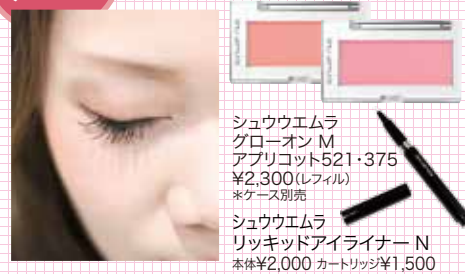 シュウウエムラ
グローオン M
アプリコット521・375
¥2,300(レフィル)
*ケース別売
シュウウエムラ
リッキッドアイライナー N
本体¥2,000 カートリッジ¥1,500